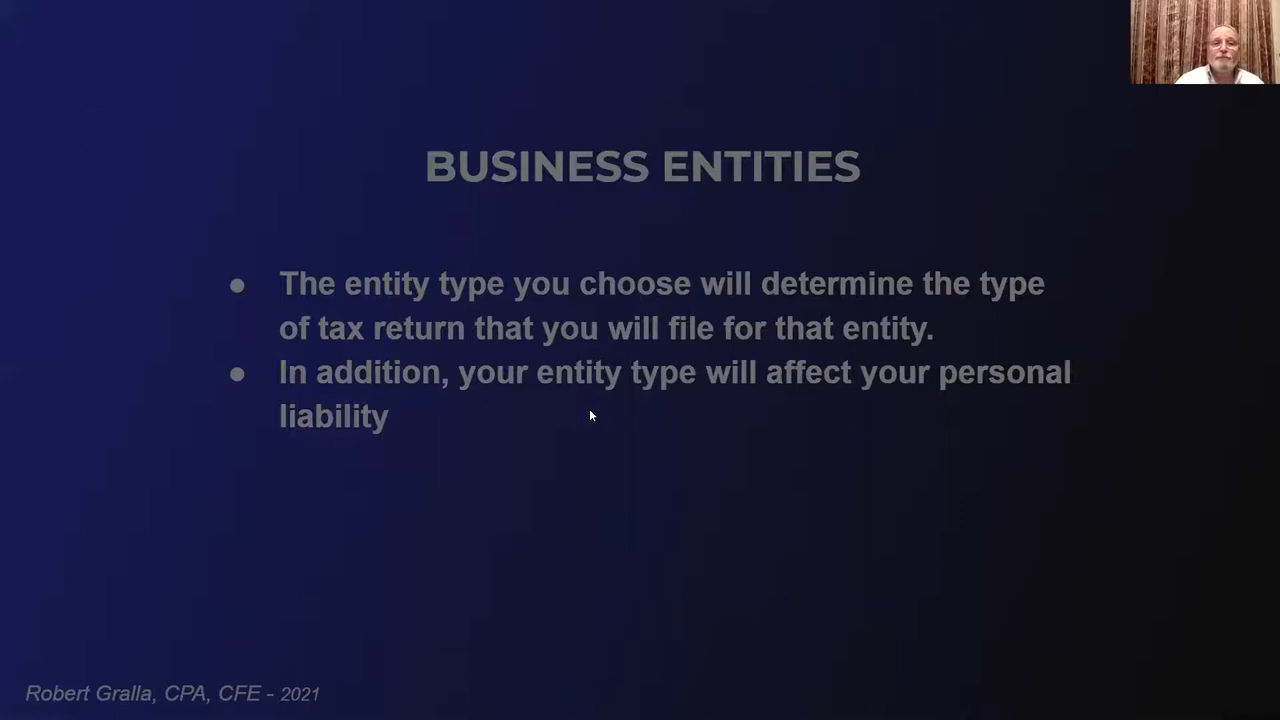 BUSINESS ENTITIES
● The entity type you choose will determine the type
of tax return that you will file for that entity.
● In addition, your entity type will affect your personal
liability
Robert Gralla, CPA, CFE - 2021